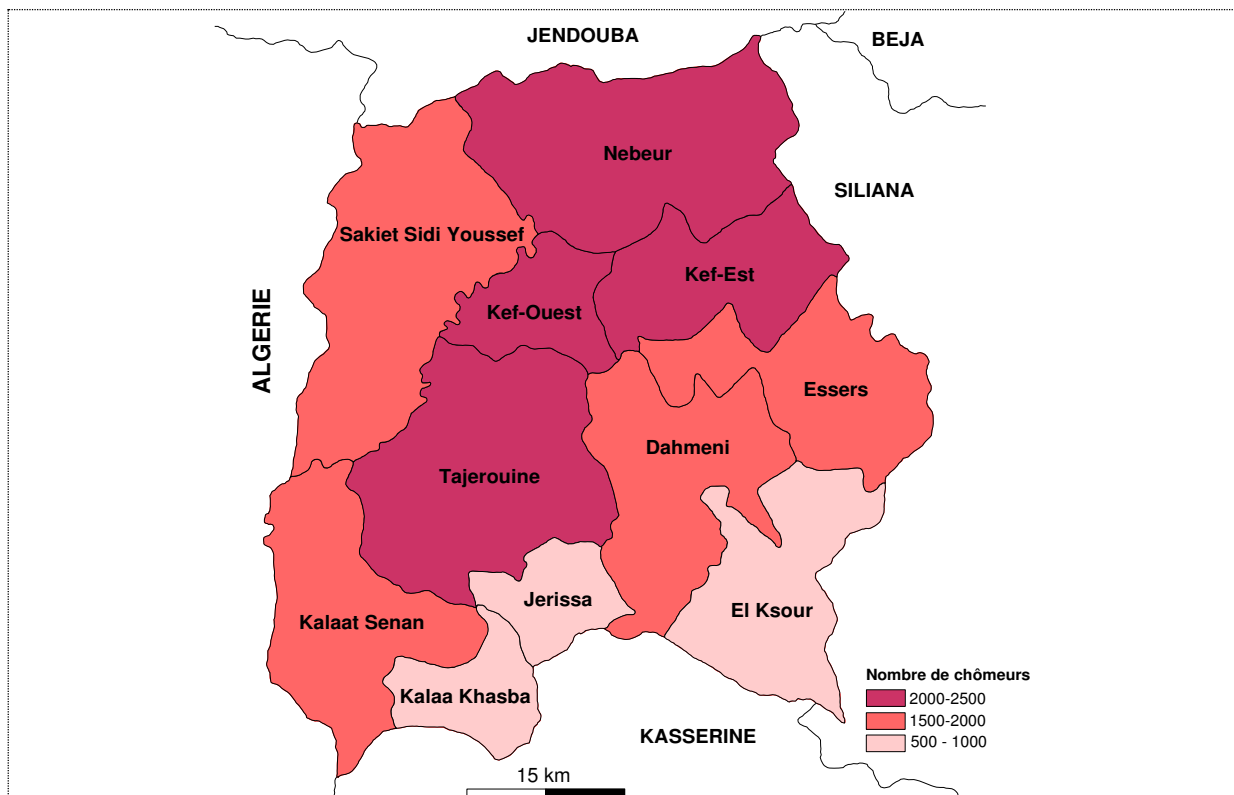 JENDOUBA
BEJA
Nebeur
SILIANA
Sakiet Sidi Youssef
Kef-Est
Kef-Ouest
ALGERIE
Essers
Dahmeni
Tajerouine
Jerissa
El Ksour
Kalaat Senan
Kalaa Khasba
KASSERINE
Nombre de chômeurs
2000-2500
1500-2000
500 - 1000
15 km